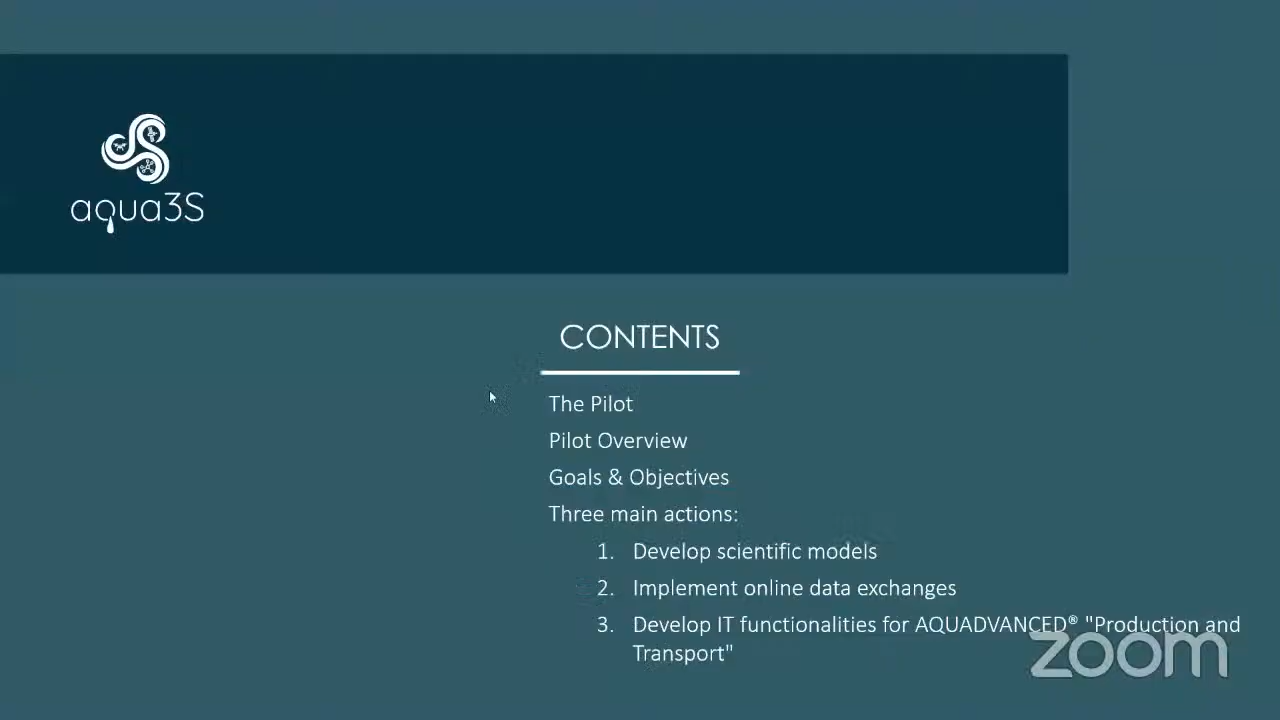 aqua3S
CONTENTS
The Pilot
Pilot Overview
Goals & Objectives
Three main actions:
1. Develop scientific models
2. Implement online data exchanges
3. Develop IT functionalities for AQUADVANCED® "Production and
Transport"
zoom